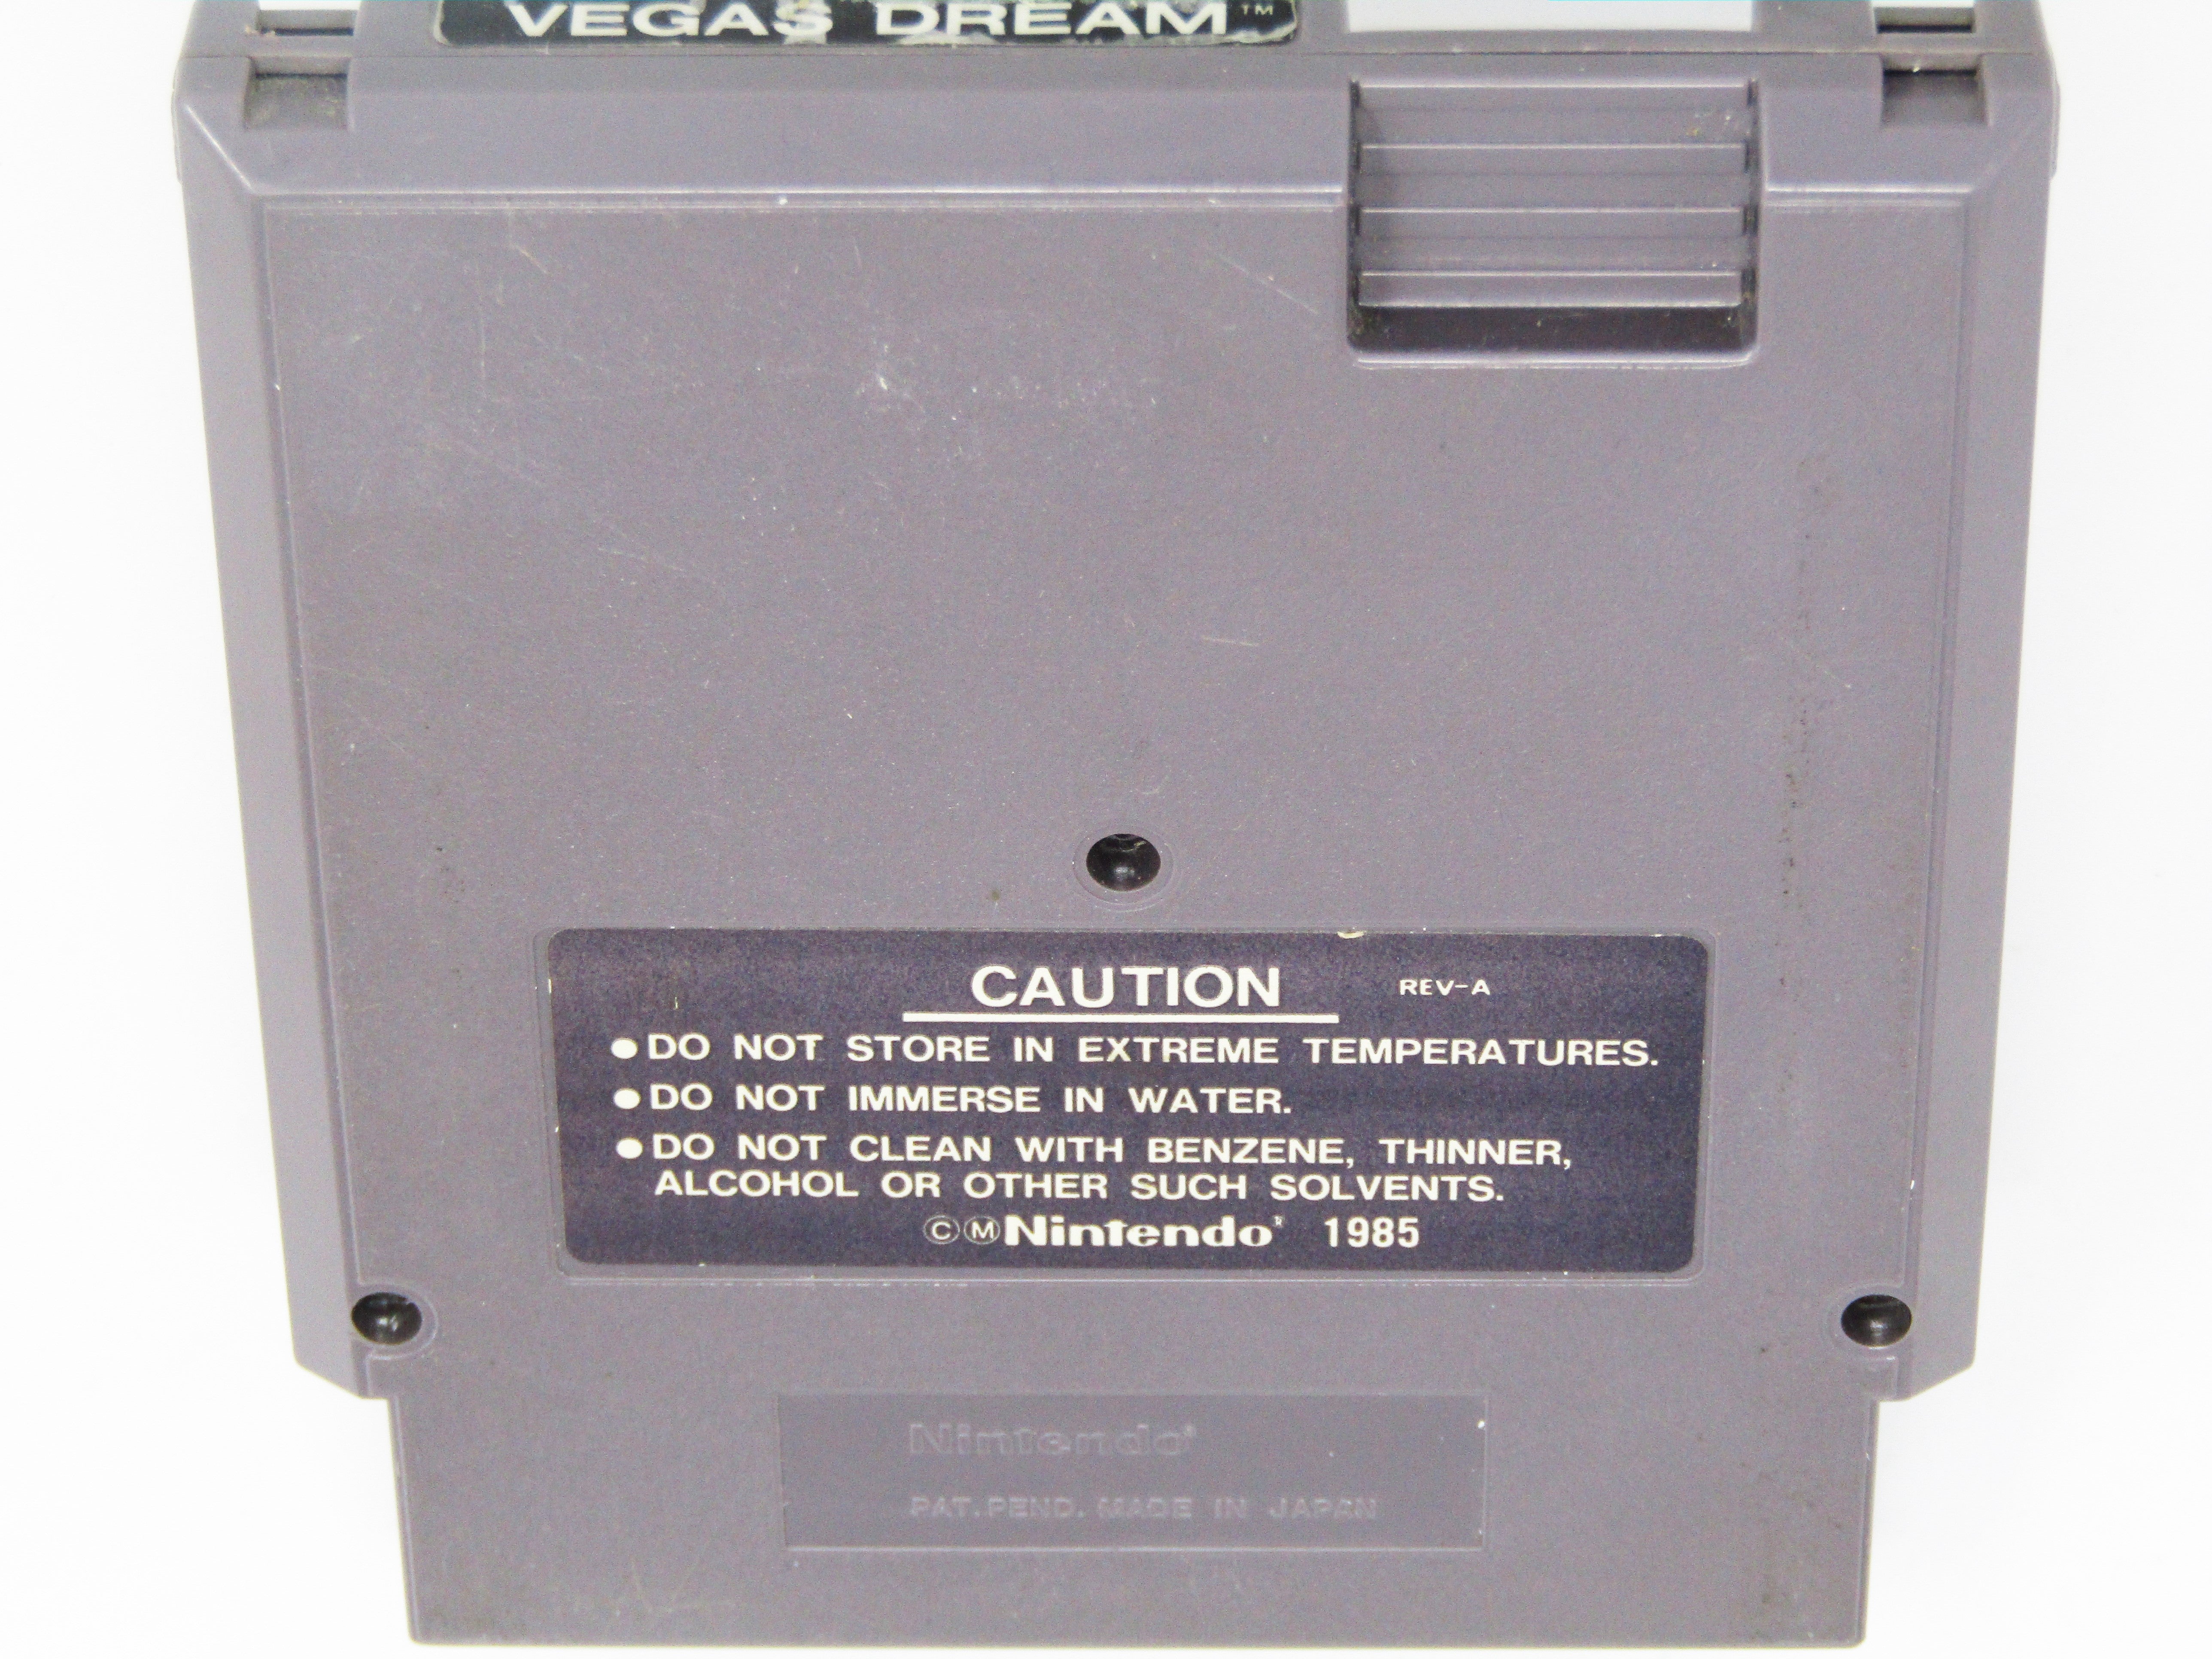 VEGAS DREAM™
CAUTION REV-A
●DO NOT STORE IN EXTREME TEMPERATURES.
●DO NOT IMMERSE IN WATER.
●DO NOT CLEAN WITH BENZENE, THINNER,
ALCOHOL OR OTHER SUCH SOLVENTS.
ⒸⓂNintendo® 1985
Nintendo®
PAT. PEND. MADE IN JAPAN